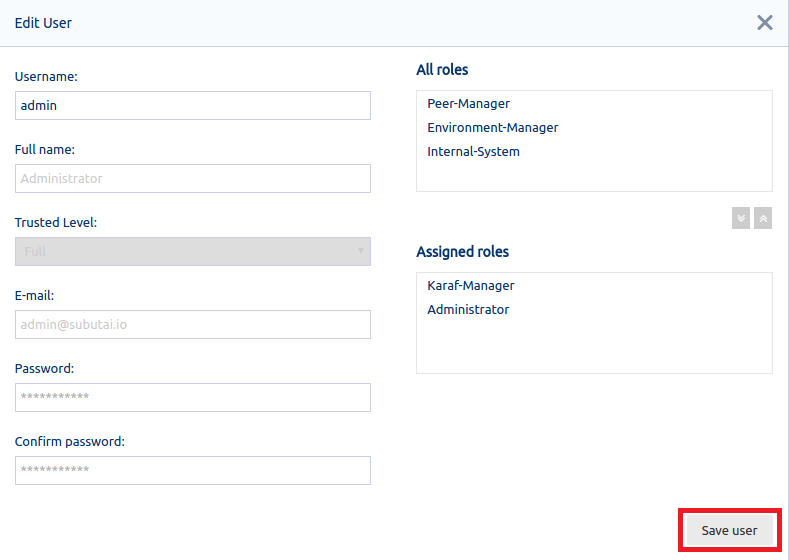 Edit User
Username:
admin
Full name:
Administrator
Trusted Level:
Full
E-mail:
admin@subutai.io
Password:
***********
Confirm password:
***********
All roles
Peer-Manager
Environment-Manager
Internal-System
Assigned roles
Karaf-Manager
Administrator
Save user